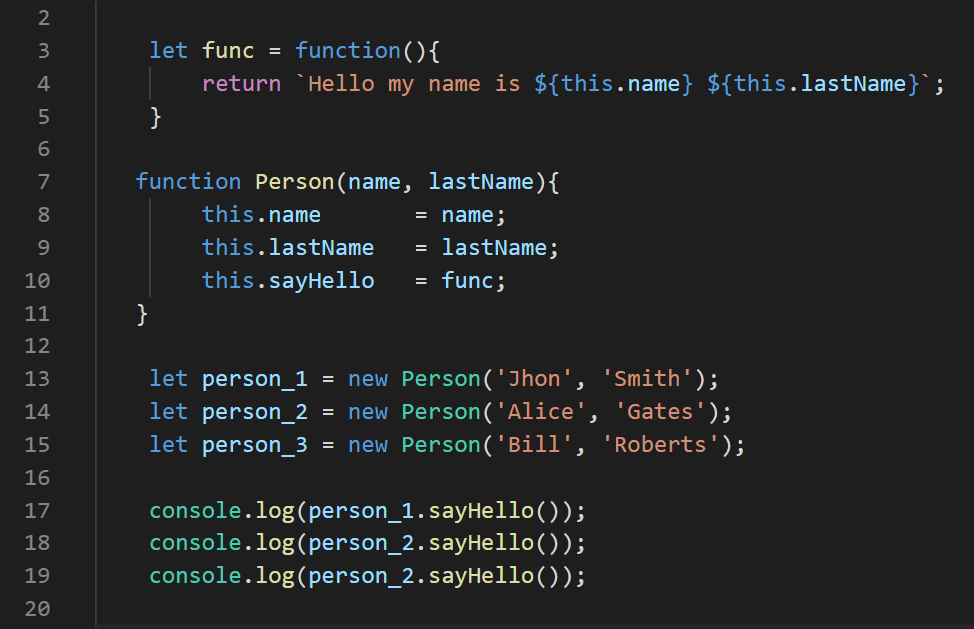 2
3 let func = function(){
4 return `Hello my name is ${this.name} ${this.lastName}`;
5 }
6
7 function Person(name, lastName){
8 this.name = name;
9 this.lastName = lastName;
10 this.sayHello = func;
11 }
12
13 let person_1 = new Person('Jhon', 'Smith');
14 let person_2 = new Person('Alice', 'Gates');
15 let person_3 = new Person('Bill', 'Roberts');
16
17 console.log(person_1.sayHello());
18 console.log(person_2.sayHello());
19 console.log(person_2.sayHello());
20